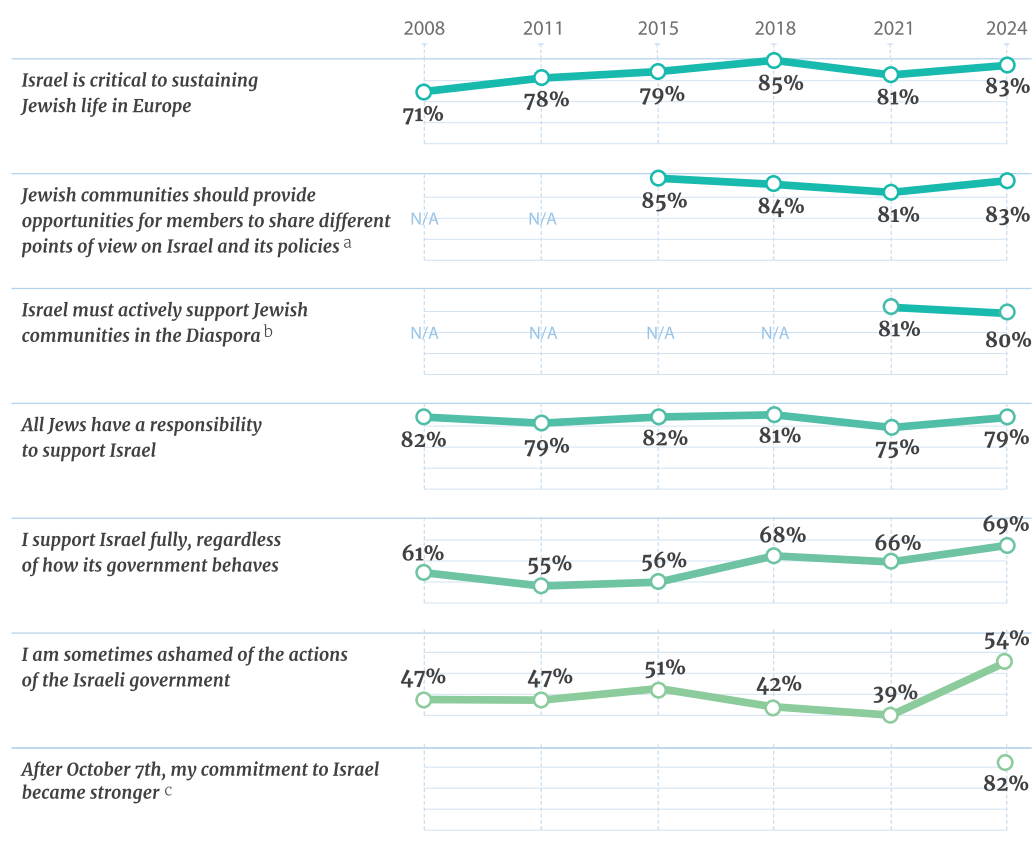 2008 2011 2015 2018 2021 2024
Israel is critical to sustaining
Jewish life in Europe
71% 78% 79% 85% 81% 83%
Jewish communities should provide
opportunities for members to share different
points of view on Israel and its policies a
N/A N/A 85% 84% 81% 83%
Israel must actively support Jewish
communities in the Diaspora b
N/A N/A N/A N/A 81% 80%
All Jews have a responsibility
to support Israel
82% 79% 82% 81% 75% 79%
I support Israel fully, regardless
of how its government behaves
61% 55% 56% 68% 66% 69%
I am sometimes ashamed of the actions
of the Israeli government
47% 47% 51% 42% 39% 54%
After October 7th, my commitment to Israel
became stronger c
82%